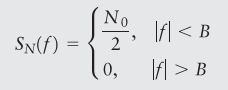 S_N(f) = { N_0/2, |f| < B
0, |f| > B